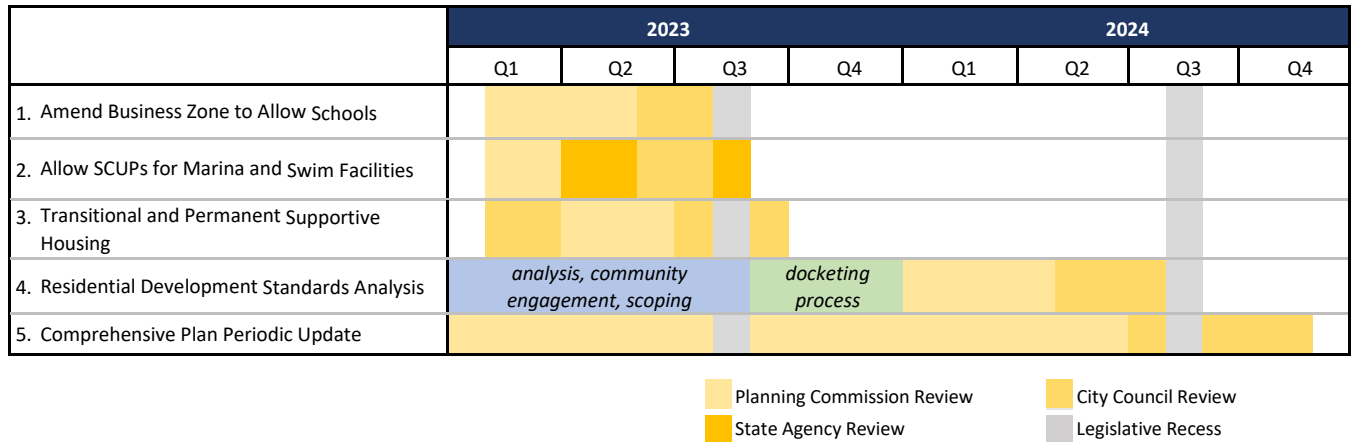 2023 2024
Q1 Q2 Q3 Q4 Q1 Q2 Q3 Q4
1. Amend Business Zone to Allow Schools
2. Allow SCUPs for Marina and Swim Facilities
3. Transitional and Permanent Supportive
Housing
4. Residential Development Standards Analysis
analysis, community
engagement, scoping
docketing
process
5. Comprehensive Plan Periodic Update
Planning Commission Review
City Council Review
State Agency Review
Legislative Recess